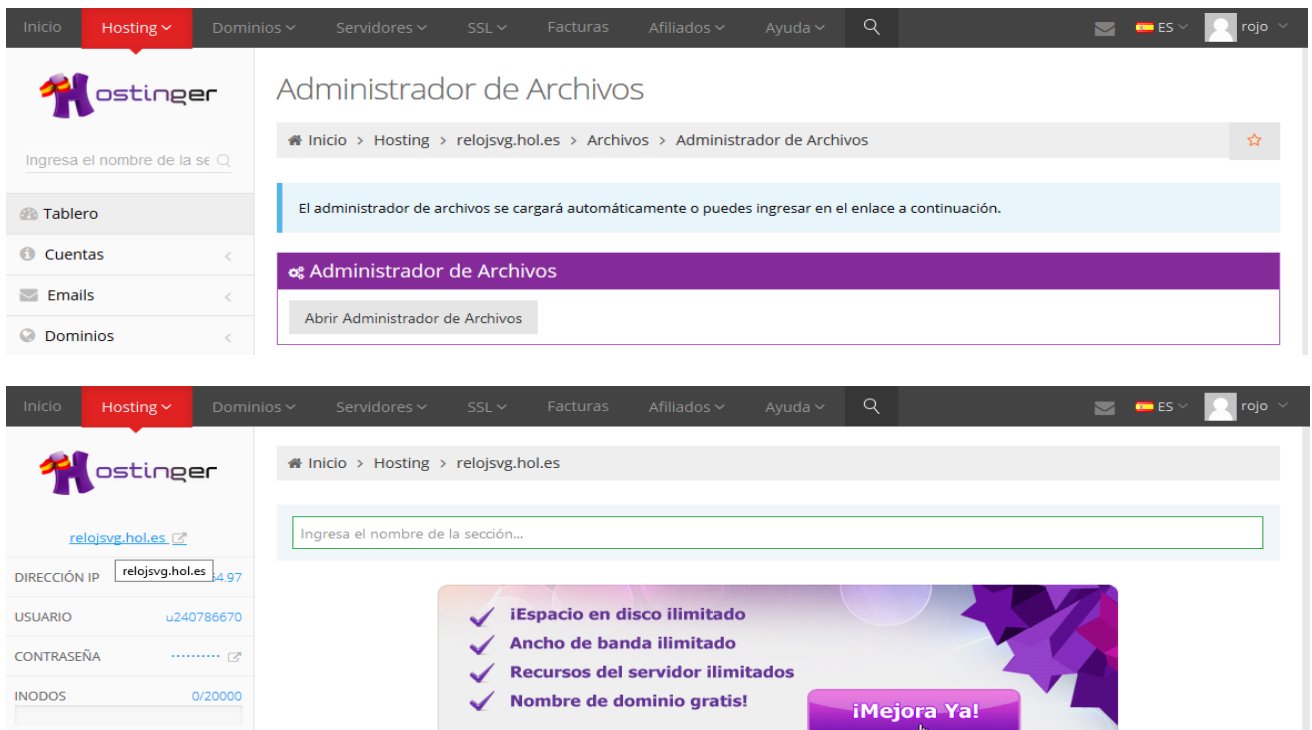 Inicio Hosting Dominios Servidores SSL Facturas Afiliados Ayuda ES rojo
Hostinger
Administrador de Archivos
Inicio > Hosting > relojsvg.hol.es > Archivos > Administrador de Archivos
Ingresa el nombre de la se
El administrador de archivos se cargará automáticamente o puedes ingresar en el enlace a continuación.
Tablero
Cuentas
Emails
Dominios
Administrador de Archivos
Abrir Administrador de Archivos
Inicio Hosting Dominios Servidores SSL Facturas Afiliados Ayuda ES rojo
Hostinger
Inicio > Hosting > relojsvg.hol.es
Ingresa el nombre de la sección...
relojsvg.hol.es
relojsvg.hol.es
DIRECCIÓN IP 64.97
USUARIO u240786670
CONTRASEÑA ··········
INODOS 0/20000
¡Espacio en disco ilimitado
Ancho de banda ilimitado
Recursos del servidor ilimitados
Nombre de dominio gratis!
¡Mejora Ya!